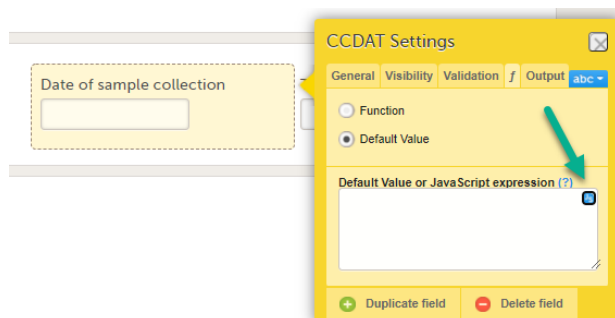 CCDAT Settings
General Visibility Validation f Output abc
Date of sample collection
Function
Default Value
Default Value or JavaScript expression (?)
Duplicate field Delete field